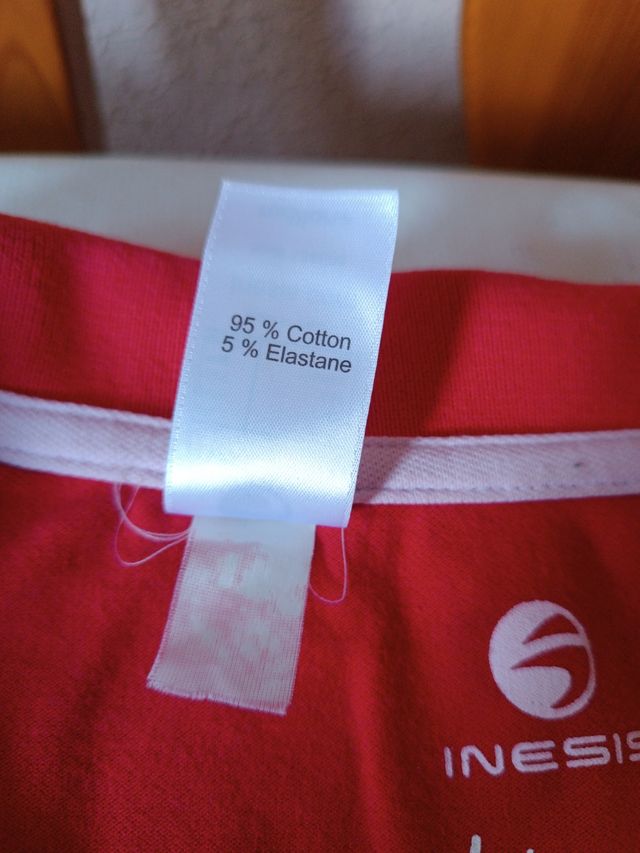 95 % Cotton
5 % Elastane
INESIS